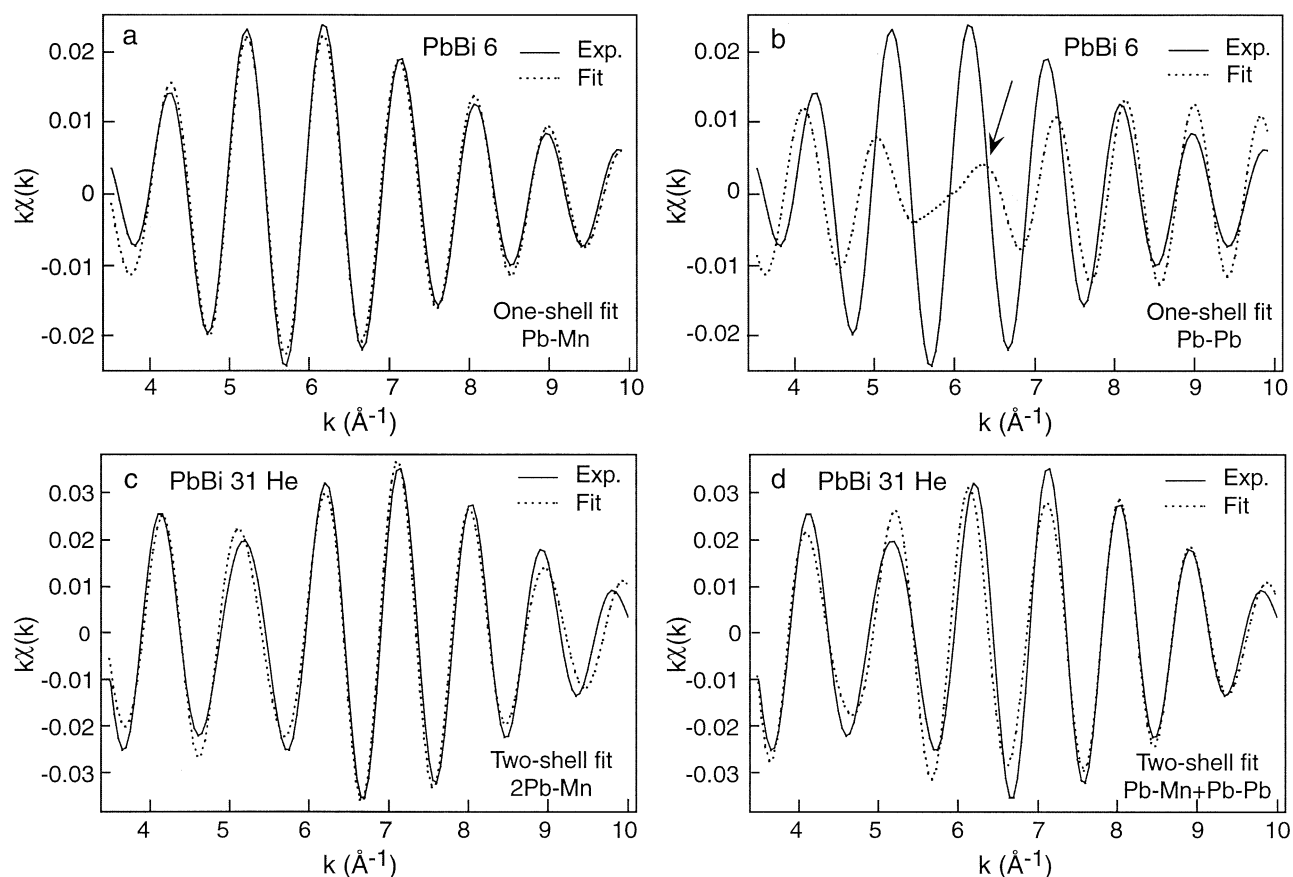 a
PbBi 6
Exp.
Fit
0.02
0.01
0
-0.01
-0.02
kχ(k)
One-shell fit
Pb-Mn
4 5 6 7 8 9 10
k (Å-1)
b
PbBi 6
Exp.
Fit
0.02
0.01
0
-0.01
-0.02
kχ(k)
One-shell fit
Pb-Pb
4 5 6 7 8 9 10
k (Å-1)
c
PbBi 31 He
Exp.
Fit
0.03
0.02
0.01
0
-0.01
-0.02
-0.03
kχ(k)
Two-shell fit
2Pb-Mn
4 5 6 7 8 9 10
k (Å-1)
d
PbBi 31 He
Exp.
Fit
0.03
0.02
0.01
0
-0.01
-0.02
-0.03
kχ(k)
Two-shell fit
Pb-Mn+Pb-Pb
4 5 6 7 8 9 10
k (Å-1)